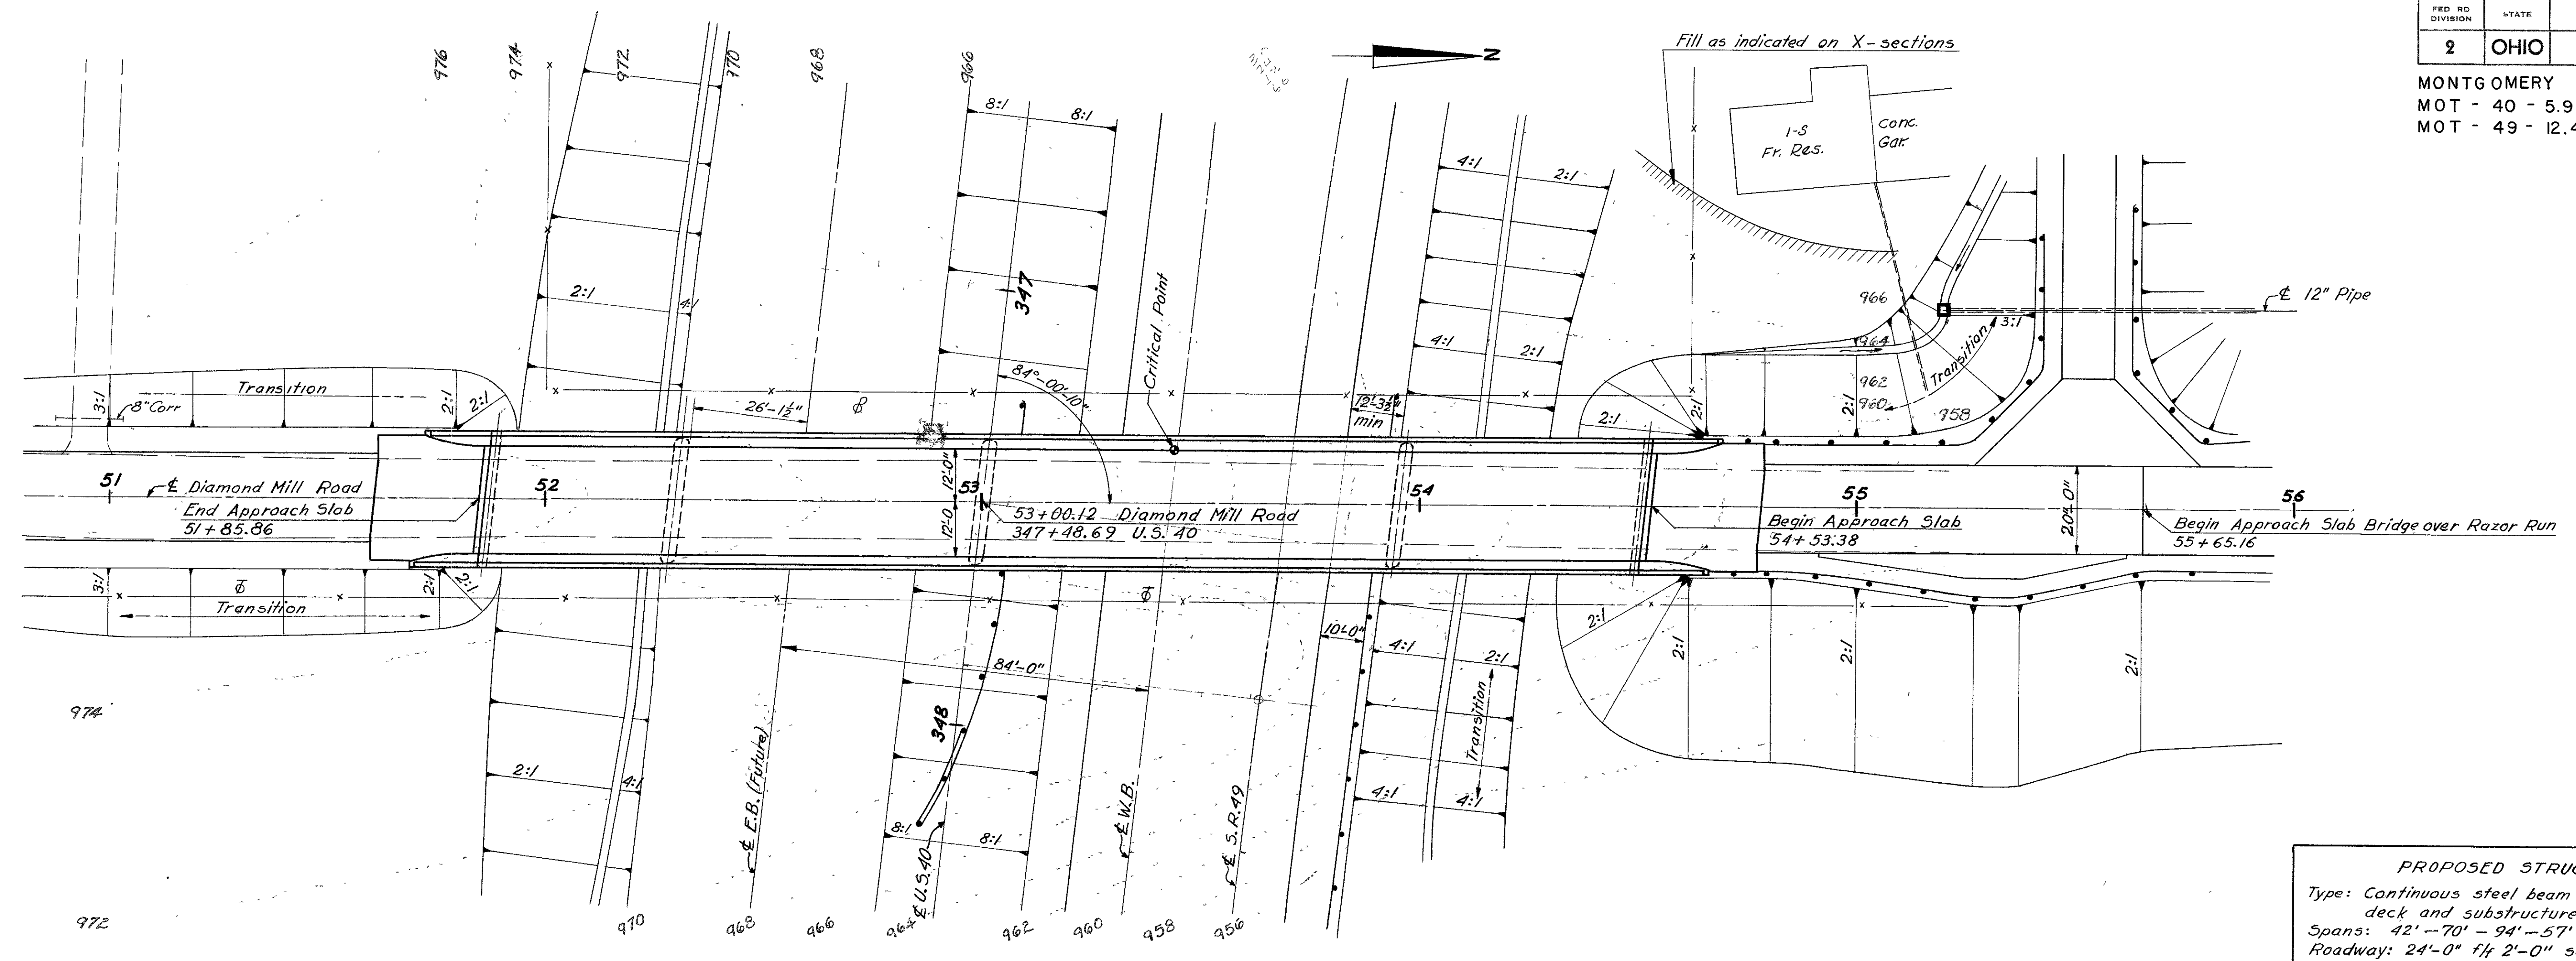 FED RD DIVISION
STATE
2
OHIO
MONTGOMERY
MOT - 40 - 5.9
MOT - 49 - 12.4
976
974
972
970
968
966
N
Fill as indicated on X-sections
1-S
Fr. Res.
Conc.
Gar.
8:1
8:1
4:1
2:1
347
Critical Point
2:1
4:1
4:1
2:1
966
964
962
960
958
Transition
3:1
₵ 12" Pipe
Transition
3:1
8" Corr
2:1
2:1
26'-1½"
84°-00'-10"
12'-3½"
min
2:1
2:1
2:1
51
52
53
54
55
56
12'-0"
12'-0
20'-0"
₵ Diamond Mill Road
End Approach Slab
51+85.86
53+00.12 Diamond Mill Road
347+48.69 U.S. 40
Begin Approach Slab
54+53.38
Begin Approach Slab Bridge over Razor Run
55+65.16
3:1
Transition
2:1
2:1
10'-0"
84'-0"
4:1
2:1
Transition
2:1
2:1
2:1
2:1
974
348
2:1
4:1
4:1
4:1
8:1
8:1
₵ E.B. (Future)
₵ U.S.40
₵ W.B.
₵ S.R.49
972
970
968
966
964
962
960
958
956
PROPOSED STRUC
Type: Continuous steel beam
deck and substructure
Spans: 42'-70'-94'-57'
Roadway: 24'-0" f/f 2'-0" s